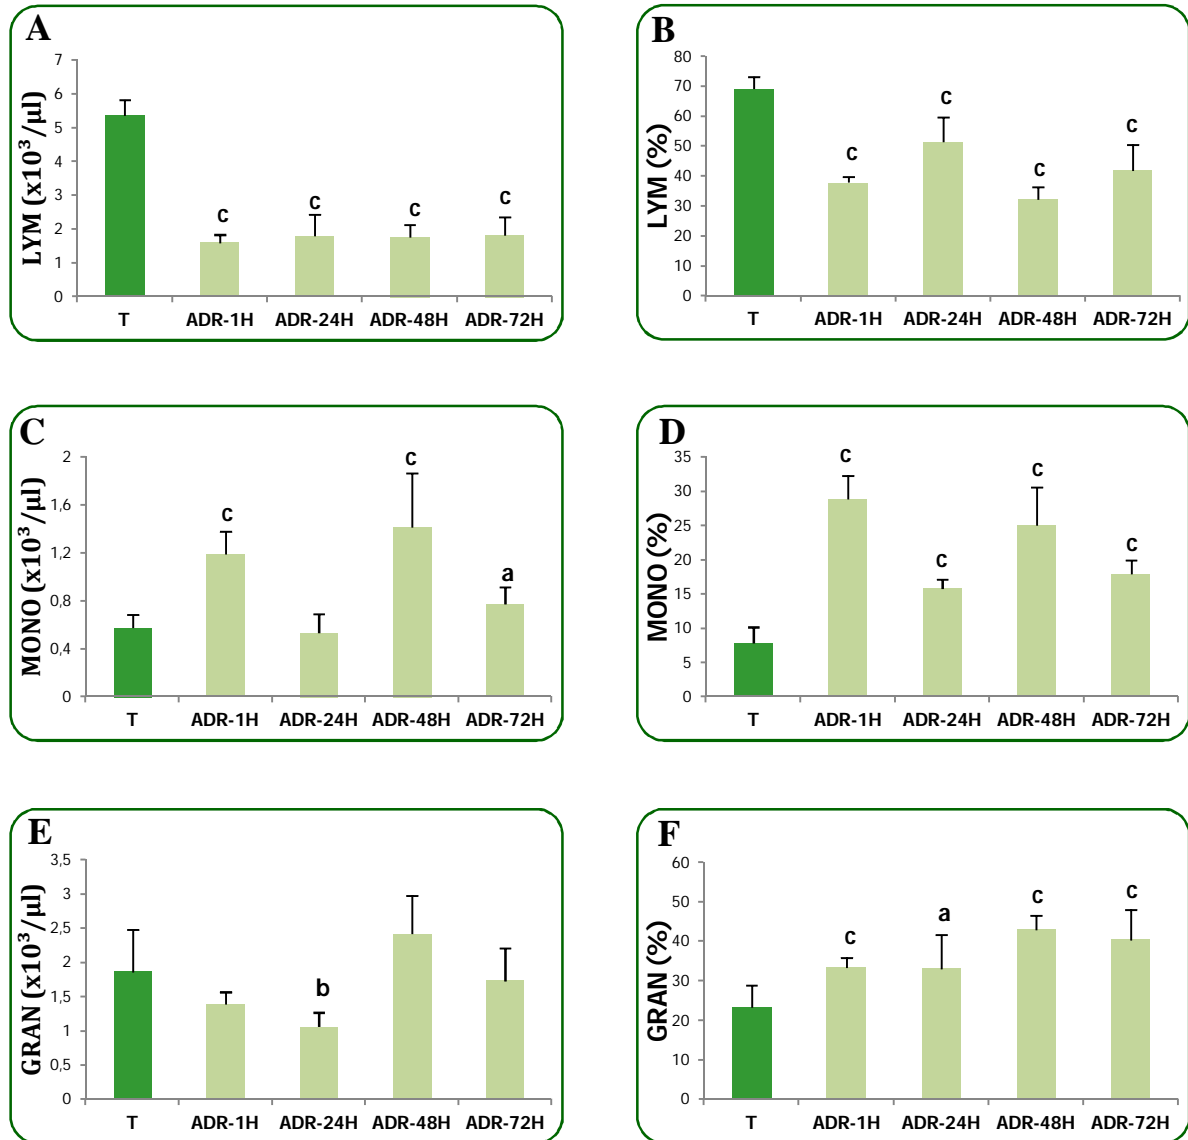 A
LYM (x10³/µl)
7
6
5
4
3
2
1
0
c c c c
T ADR-1H ADR-24H ADR-48H ADR-72H
B
LYM (%)
80
70
60
50
40
30
20
10
0
c c c c
T ADR-1H ADR-24H ADR-48H ADR-72H
C
MONO (x10³/µl)
2
1,6
1,2
0,8
0,4
0
c c a
T ADR-1H ADR-24H ADR-48H ADR-72H
D
MONO (%)
35
30
25
20
15
10
5
0
c c c c
T ADR-1H ADR-24H ADR-48H ADR-72H
E
GRAN (x10³/µl)
3,5
3
2,5
2
1,5
1
0,5
0
b
T ADR-1H ADR-24H ADR-48H ADR-72H
F
GRAN (%)
60
50
40
30
20
10
0
c a c c
T ADR-1H ADR-24H ADR-48H ADR-72H